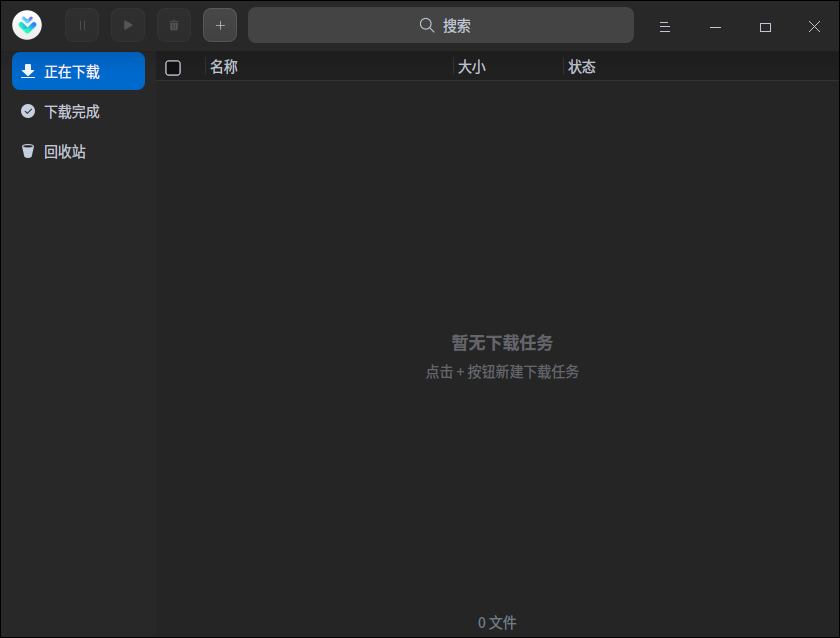 搜索
正在下载
下载完成
回收站
名称 大小 状态
暂无下载任务
点击 + 按钮新建下载任务
0 文件